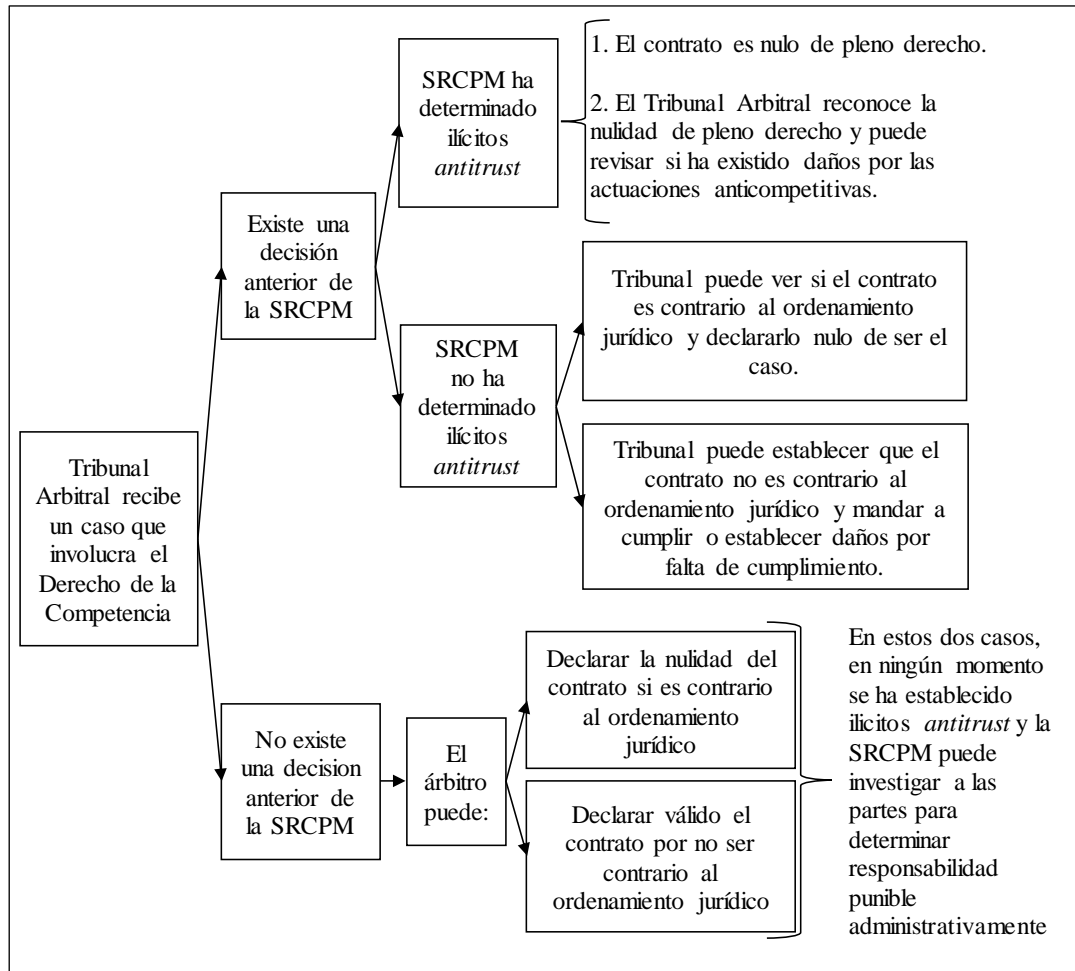 Tribunal
Arbitral recibe
un caso que
involucra el
Derecho de la
Competencia
Existe una
decisión
anterior de
la SRCPM
SRCPM ha
determinado
ilícitos
antitrust
1. El contrato es nulo de pleno derecho.
2. El Tribunal Arbitral reconoce la
nulidad de pleno derecho y puede
revisar si ha existido daños por las
actuaciones anticompetitivas.
SRCPM
no ha
determinado
ilícitos
antitrust
Tribunal puede ver si el contrato
es contrario al ordenamiento
jurídico y declararlo nulo de ser el
caso.
Tribunal puede establecer que el
contrato no es contrario al
ordenamiento jurídico y mandar a
cumplir o establecer daños por
falta de cumplimiento.
No existe
una decision
anterior de
la SRCPM
El
árbitro
puede:
Declarar la nulidad del
contrato si es contrario
al ordenamiento
jurídico
Declarar válido el
contrato por no ser
contrario al
ordenamiento jurídico
En estos dos casos,
en ningún momento
se ha establecido
ilicitos antitrust y la
SRCPM puede
investigar a las
partes para
determinar
responsabilidad
punible
administrativamente